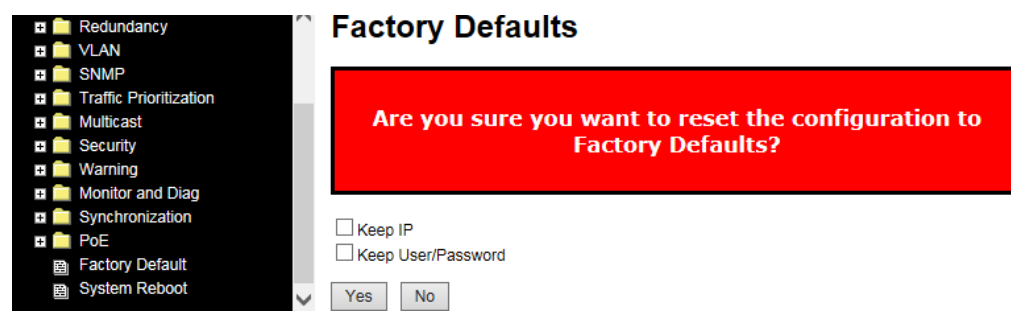 Redundancy
VLAN
SNMP
Traffic Prioritization
Multicast
Security
Warning
Monitor and Diag
Synchronization
PoE
Factory Default
System Reboot
Factory Defaults
Are you sure you want to reset the configuration to
Factory Defaults?
Keep IP
Keep User/Password
Yes No